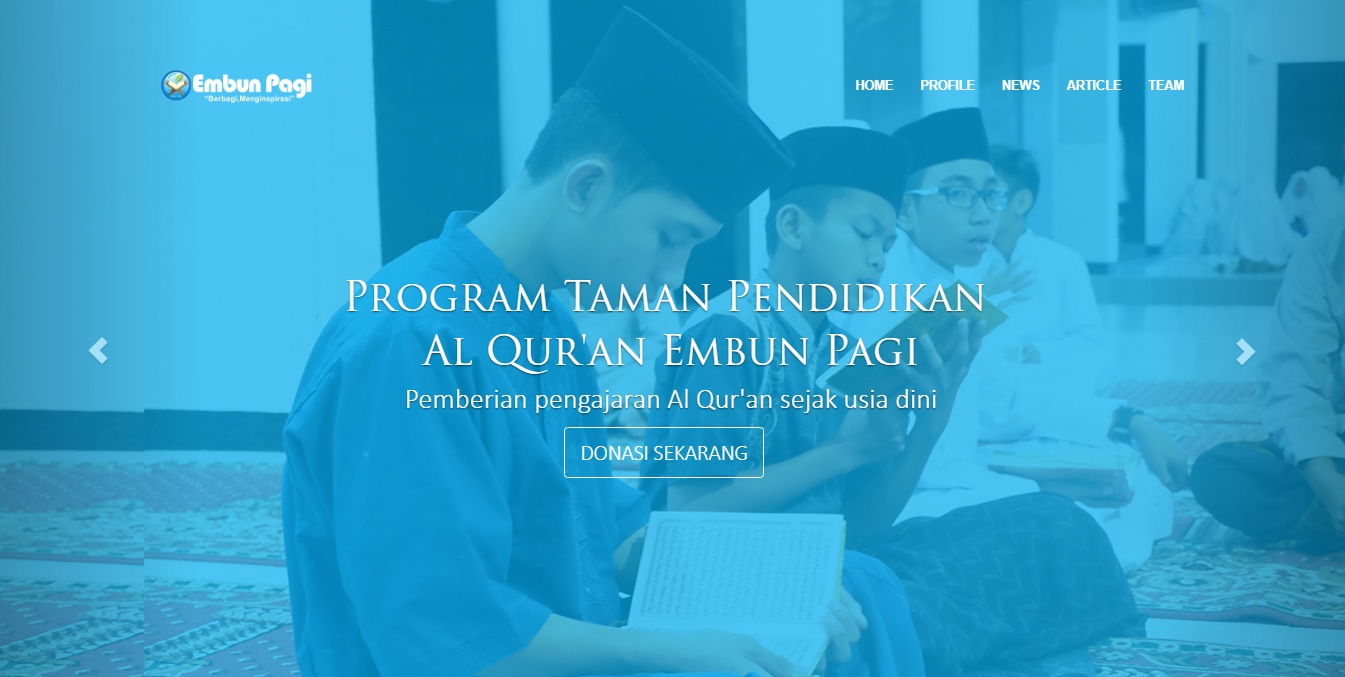 Embun Pagi
"Berbagi,Menginspirasi"
HOME PROFILE NEWS ARTICLE TEAM
PROGRAM TAMAN PENDIDIKAN
AL QUR'AN EMBUN PAGI
Pemberian pengajaran Al Qur'an sejak usia dini
DONASI SEKARANG